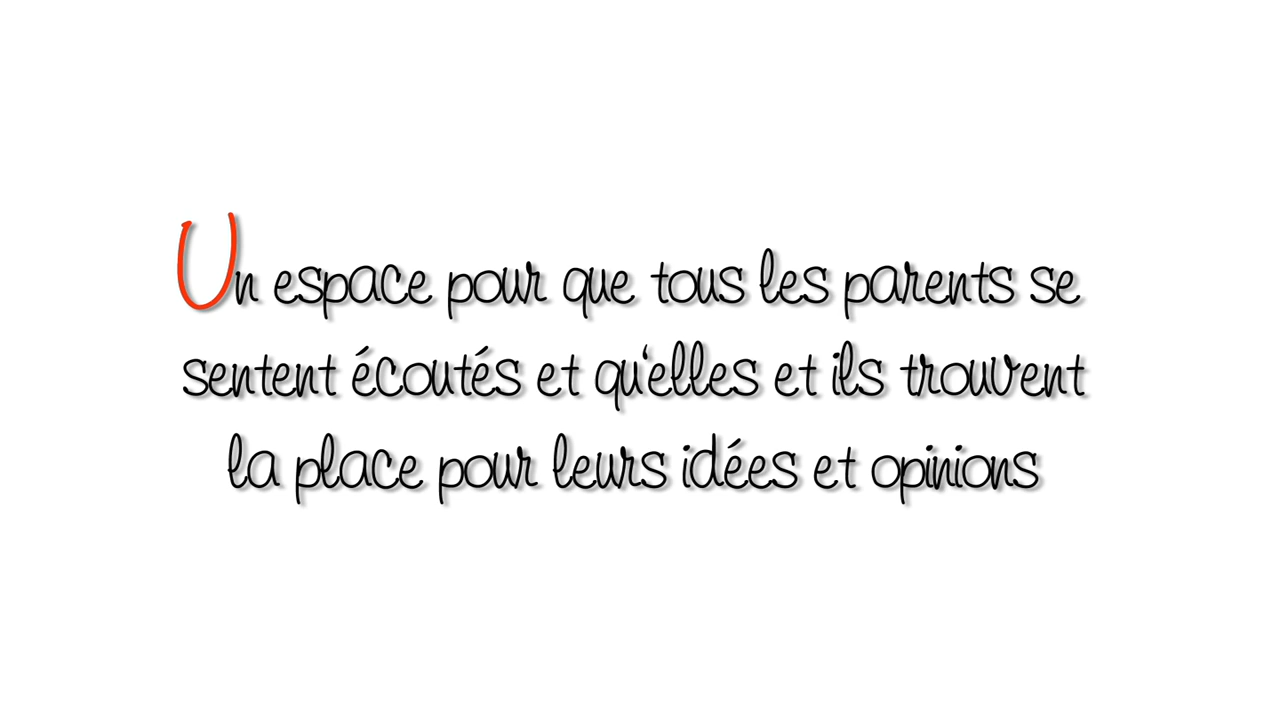 Un espace pour que tous les parents se
sentent écoutés et qu'elles et ils trouvent
la place pour leurs idées et opinions